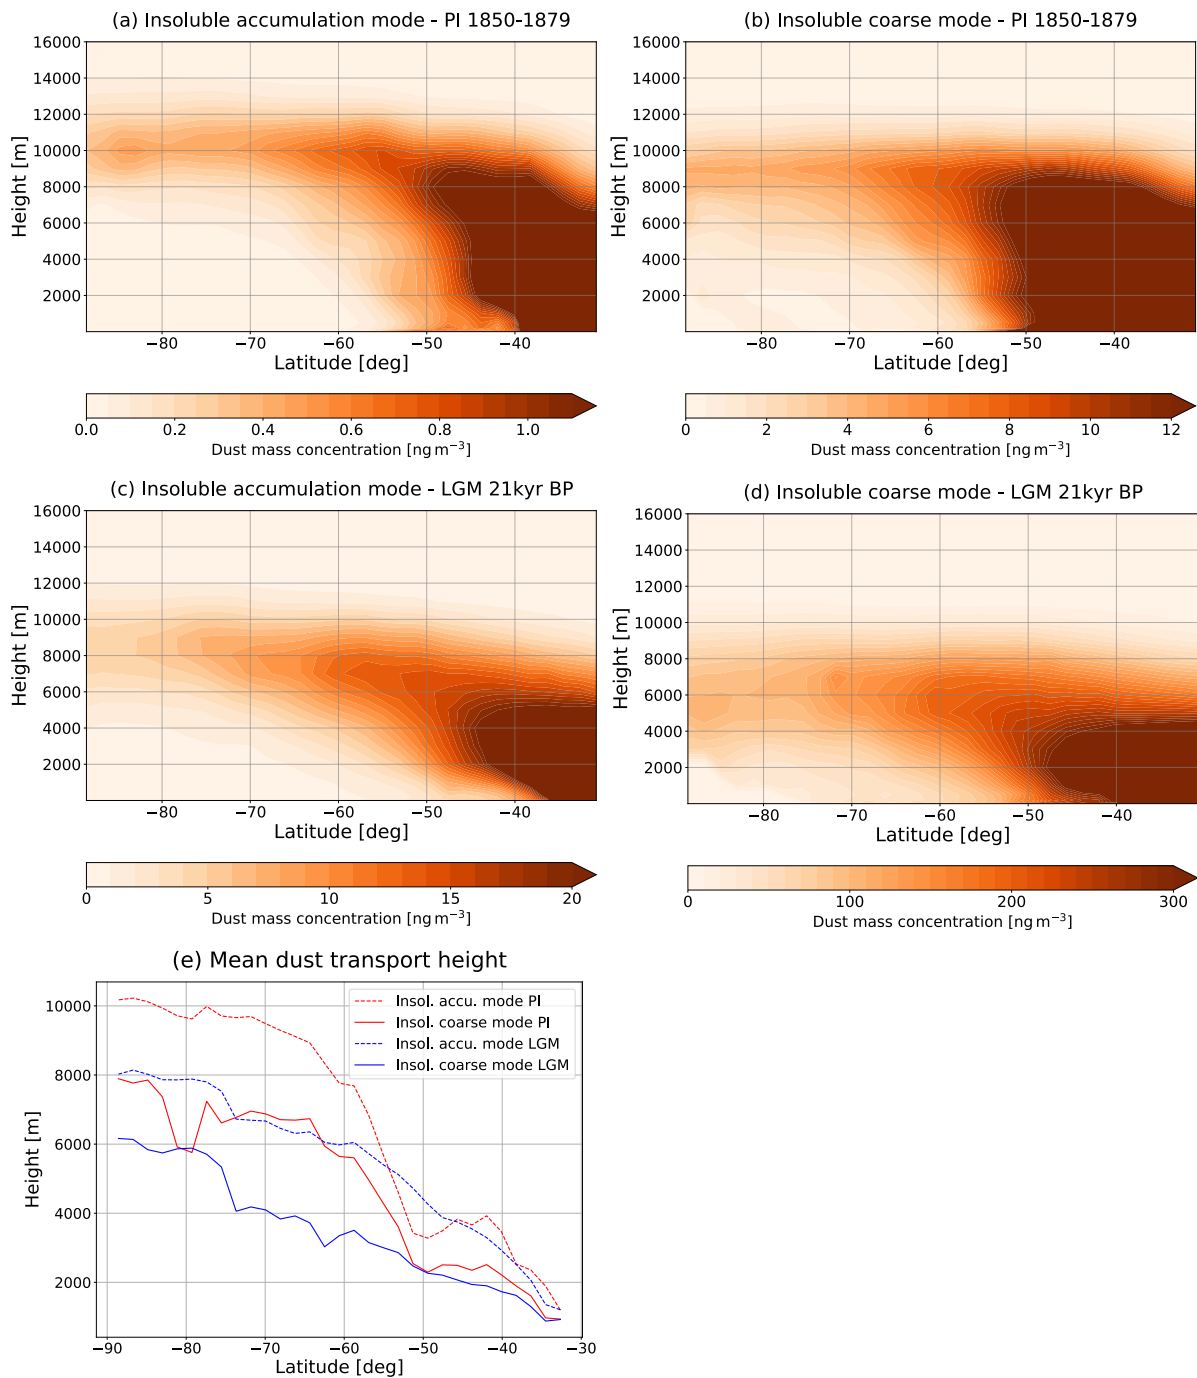 (a) Insoluble accumulation mode - PI 1850-1879
16000
14000
12000
10000
8000
6000
4000
2000
Height [m]
−80 −70 −60 −50 −40
Latitude [deg]
0.0 0.2 0.4 0.6 0.8 1.0
Dust mass concentration [ng m⁻³]
(b) Insoluble coarse mode - PI 1850-1879
16000
14000
12000
10000
8000
6000
4000
2000
Height [m]
−80 −70 −60 −50 −40
Latitude [deg]
0 2 4 6 8 10 12
Dust mass concentration [ng m⁻³]
(c) Insoluble accumulation mode - LGM 21kyr BP
16000
14000
12000
10000
8000
6000
4000
2000
Height [m]
−80 −70 −60 −50 −40
Latitude [deg]
0 5 10 15 20
Dust mass concentration [ng m⁻³]
(d) Insoluble coarse mode - LGM 21kyr BP
16000
14000
12000
10000
8000
6000
4000
2000
Height [m]
−80 −70 −60 −50 −40
Latitude [deg]
0 100 200 300
Dust mass concentration [ng m⁻³]
(e) Mean dust transport height
10000
8000
6000
4000
2000
Height [m]
Insol. accu. mode PI
Insol. coarse mode PI
Insol. accu. mode LGM
Insol. coarse mode LGM
−90 −80 −70 −60 −50 −40 −30
Latitude [deg]